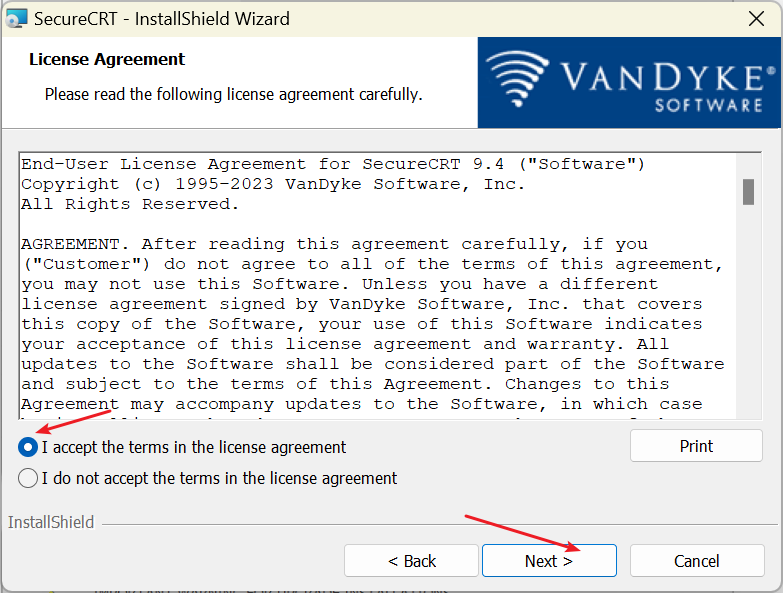 SecureCRT - InstallShield Wizard
License Agreement
Please read the following license agreement carefully.
VANDYKE®
SOFTWARE
End-User License Agreement for SecureCRT 9.4 ("Software")
Copyright (c) 1995-2023 VanDyke Software, Inc.
All Rights Reserved.
AGREEMENT. After reading this agreement carefully, if you
("Customer") do not agree to all of the terms of this agreement,
you may not use this Software. Unless you have a different
license agreement signed by VanDyke Software, Inc. that covers
this copy of the Software, your use of this Software indicates
your acceptance of this license agreement and warranty. All
updates to the Software shall be considered part of the Software
and subject to the terms of this Agreement. Changes to this
Agreement may accompany updates to the Software, in which case
I accept the terms in the license agreement
Print
I do not accept the terms in the license agreement
InstallShield
< Back
Next >
Cancel